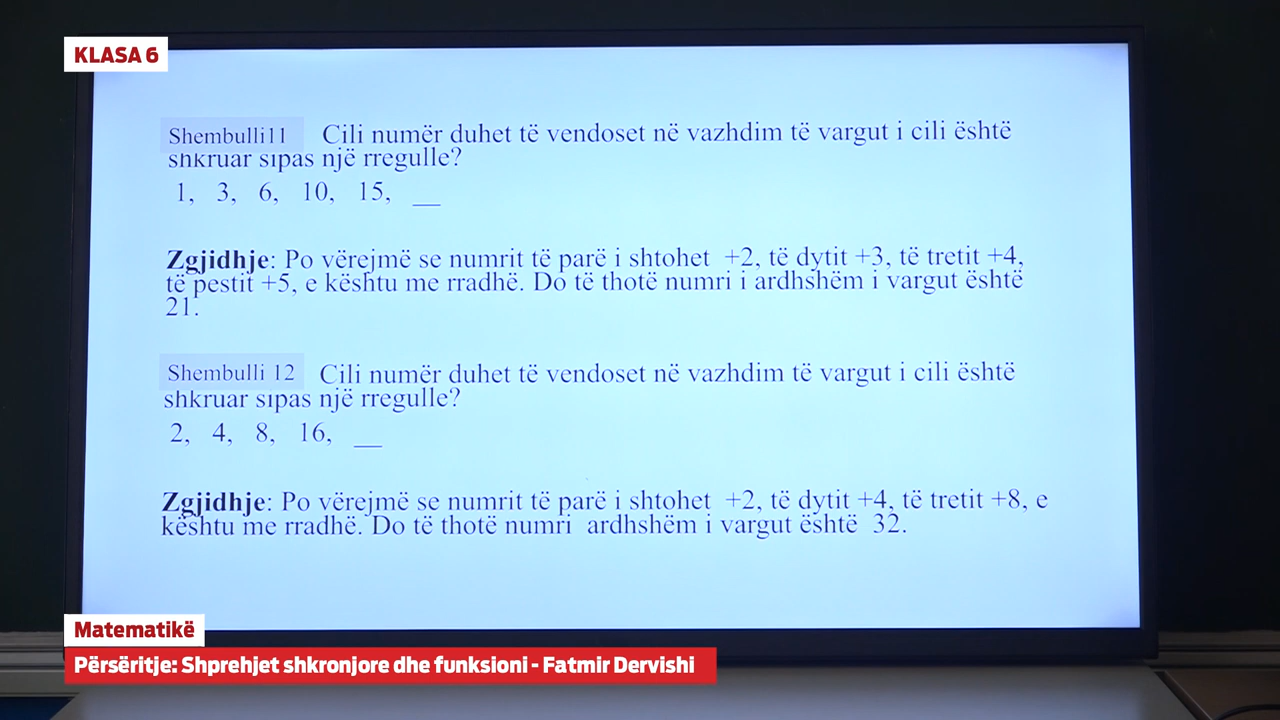 KLASA 6
Shembulli11 Cili numër duhet të vendoset në vazhdim të vargut i cili është
shkruar sipas një rregulle?
1, 3, 6, 10, 15, __
Zgjidhje: Po vërejmë se numrit të parë i shtohet +2, të dytit +3, të tretit +4,
të pestit +5, e kështu me rradhë. Do të thotë numri i ardhshëm i vargut është
21.
Shembulli 12 Cili numër duhet të vendoset në vazhdim të vargut i cili është
shkruar sipas një rregulle?
2, 4, 8, 16, __
Zgjidhje: Po vërejmë se numrit të parë i shtohet +2, të dytit +4, të tretit +8, e
kështu me rradhë. Do të thotë numri ardhshëm i vargut është 32.
Matematikë
Përsëritje: Shprehjet shkronjore dhe funksioni - Fatmir Dervishi